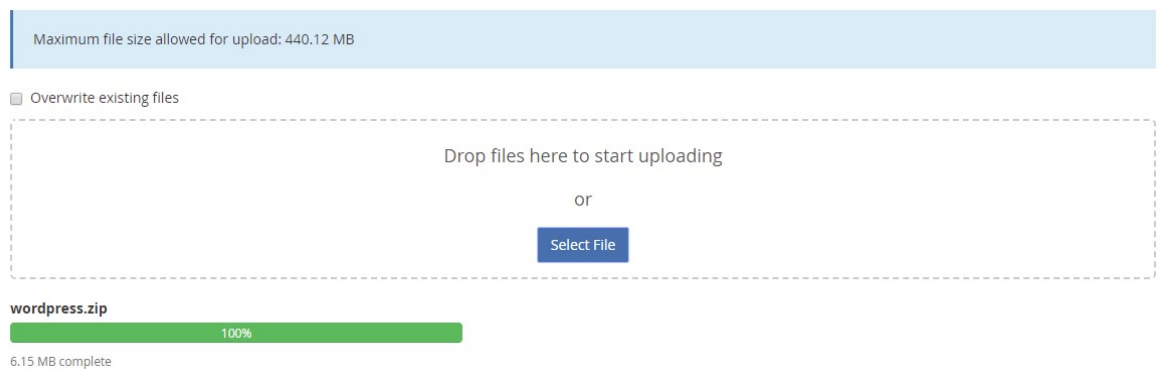 Maximum file size allowed for upload: 440.12 MB
Overwrite existing files
Drop files here to start uploading
or
Select File
wordpress.zip
100%
6.15 MB complete